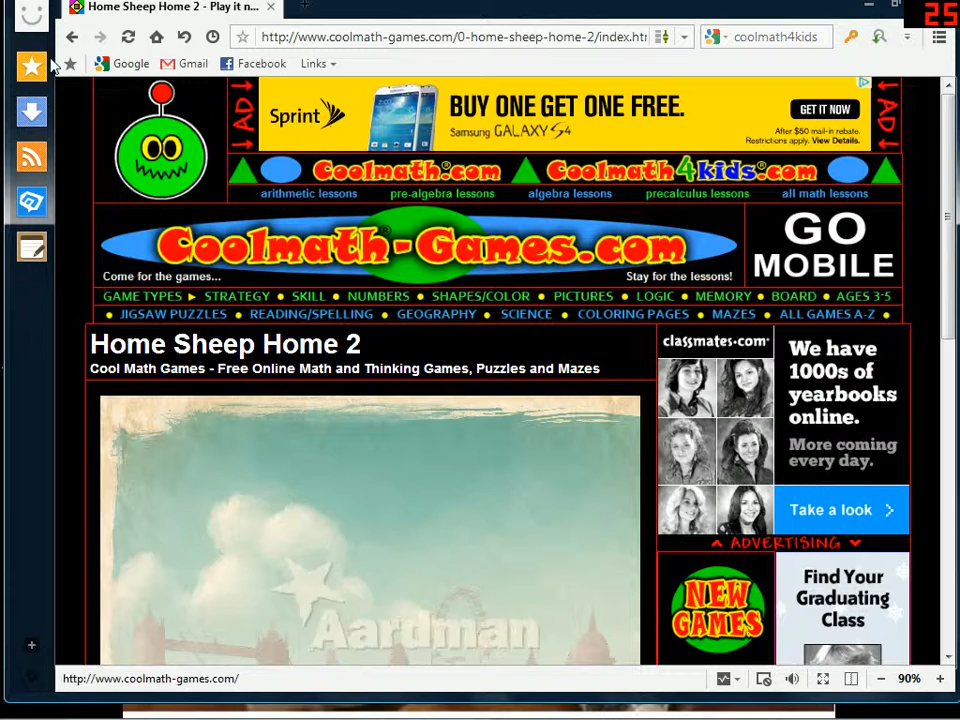 Home Sheep Home 2 - Play it n...
25
http://www.coolmath-games.com/0-home-sheep-home-2/index.htr
coolmath4kids
Google Gmail Facebook Links
AD
Sprint
BUY ONE GET ONE FREE.
Samsung GALAXY S4
GET IT NOW
After $50 mail-in rebate.
Restrictions apply. View Details.
AD
Coolmath.com Coolmath4kids.com
arithmetic lessons pre-algebra lessons algebra lessons precalculus lessons all math lessons
Coolmath-Games.com
Come for the games... Stay for the lessons!
GO
MOBILE
GAME TYPES ► STRATEGY ● SKILL ● NUMBERS ● SHAPES/COLOR ● PICTURES ● LOGIC ● MEMORY ● BOARD ● AGES 3-5
● JIGSAW PUZZLES ● READING/SPELLING ● GEOGRAPHY ● SCIENCE ● COLORING PAGES ● MAZES ● ALL GAMES A-Z ●
Home Sheep Home 2
Cool Math Games - Free Online Math and Thinking Games, Puzzles and Mazes
Aardman
classmates.com
We have
1000s of
yearbooks
online.
More coming
every day.
Take a look
ADVERTISING
NEW
GAMES
Find Your
Graduating
Class
http://www.coolmath-games.com/
90%